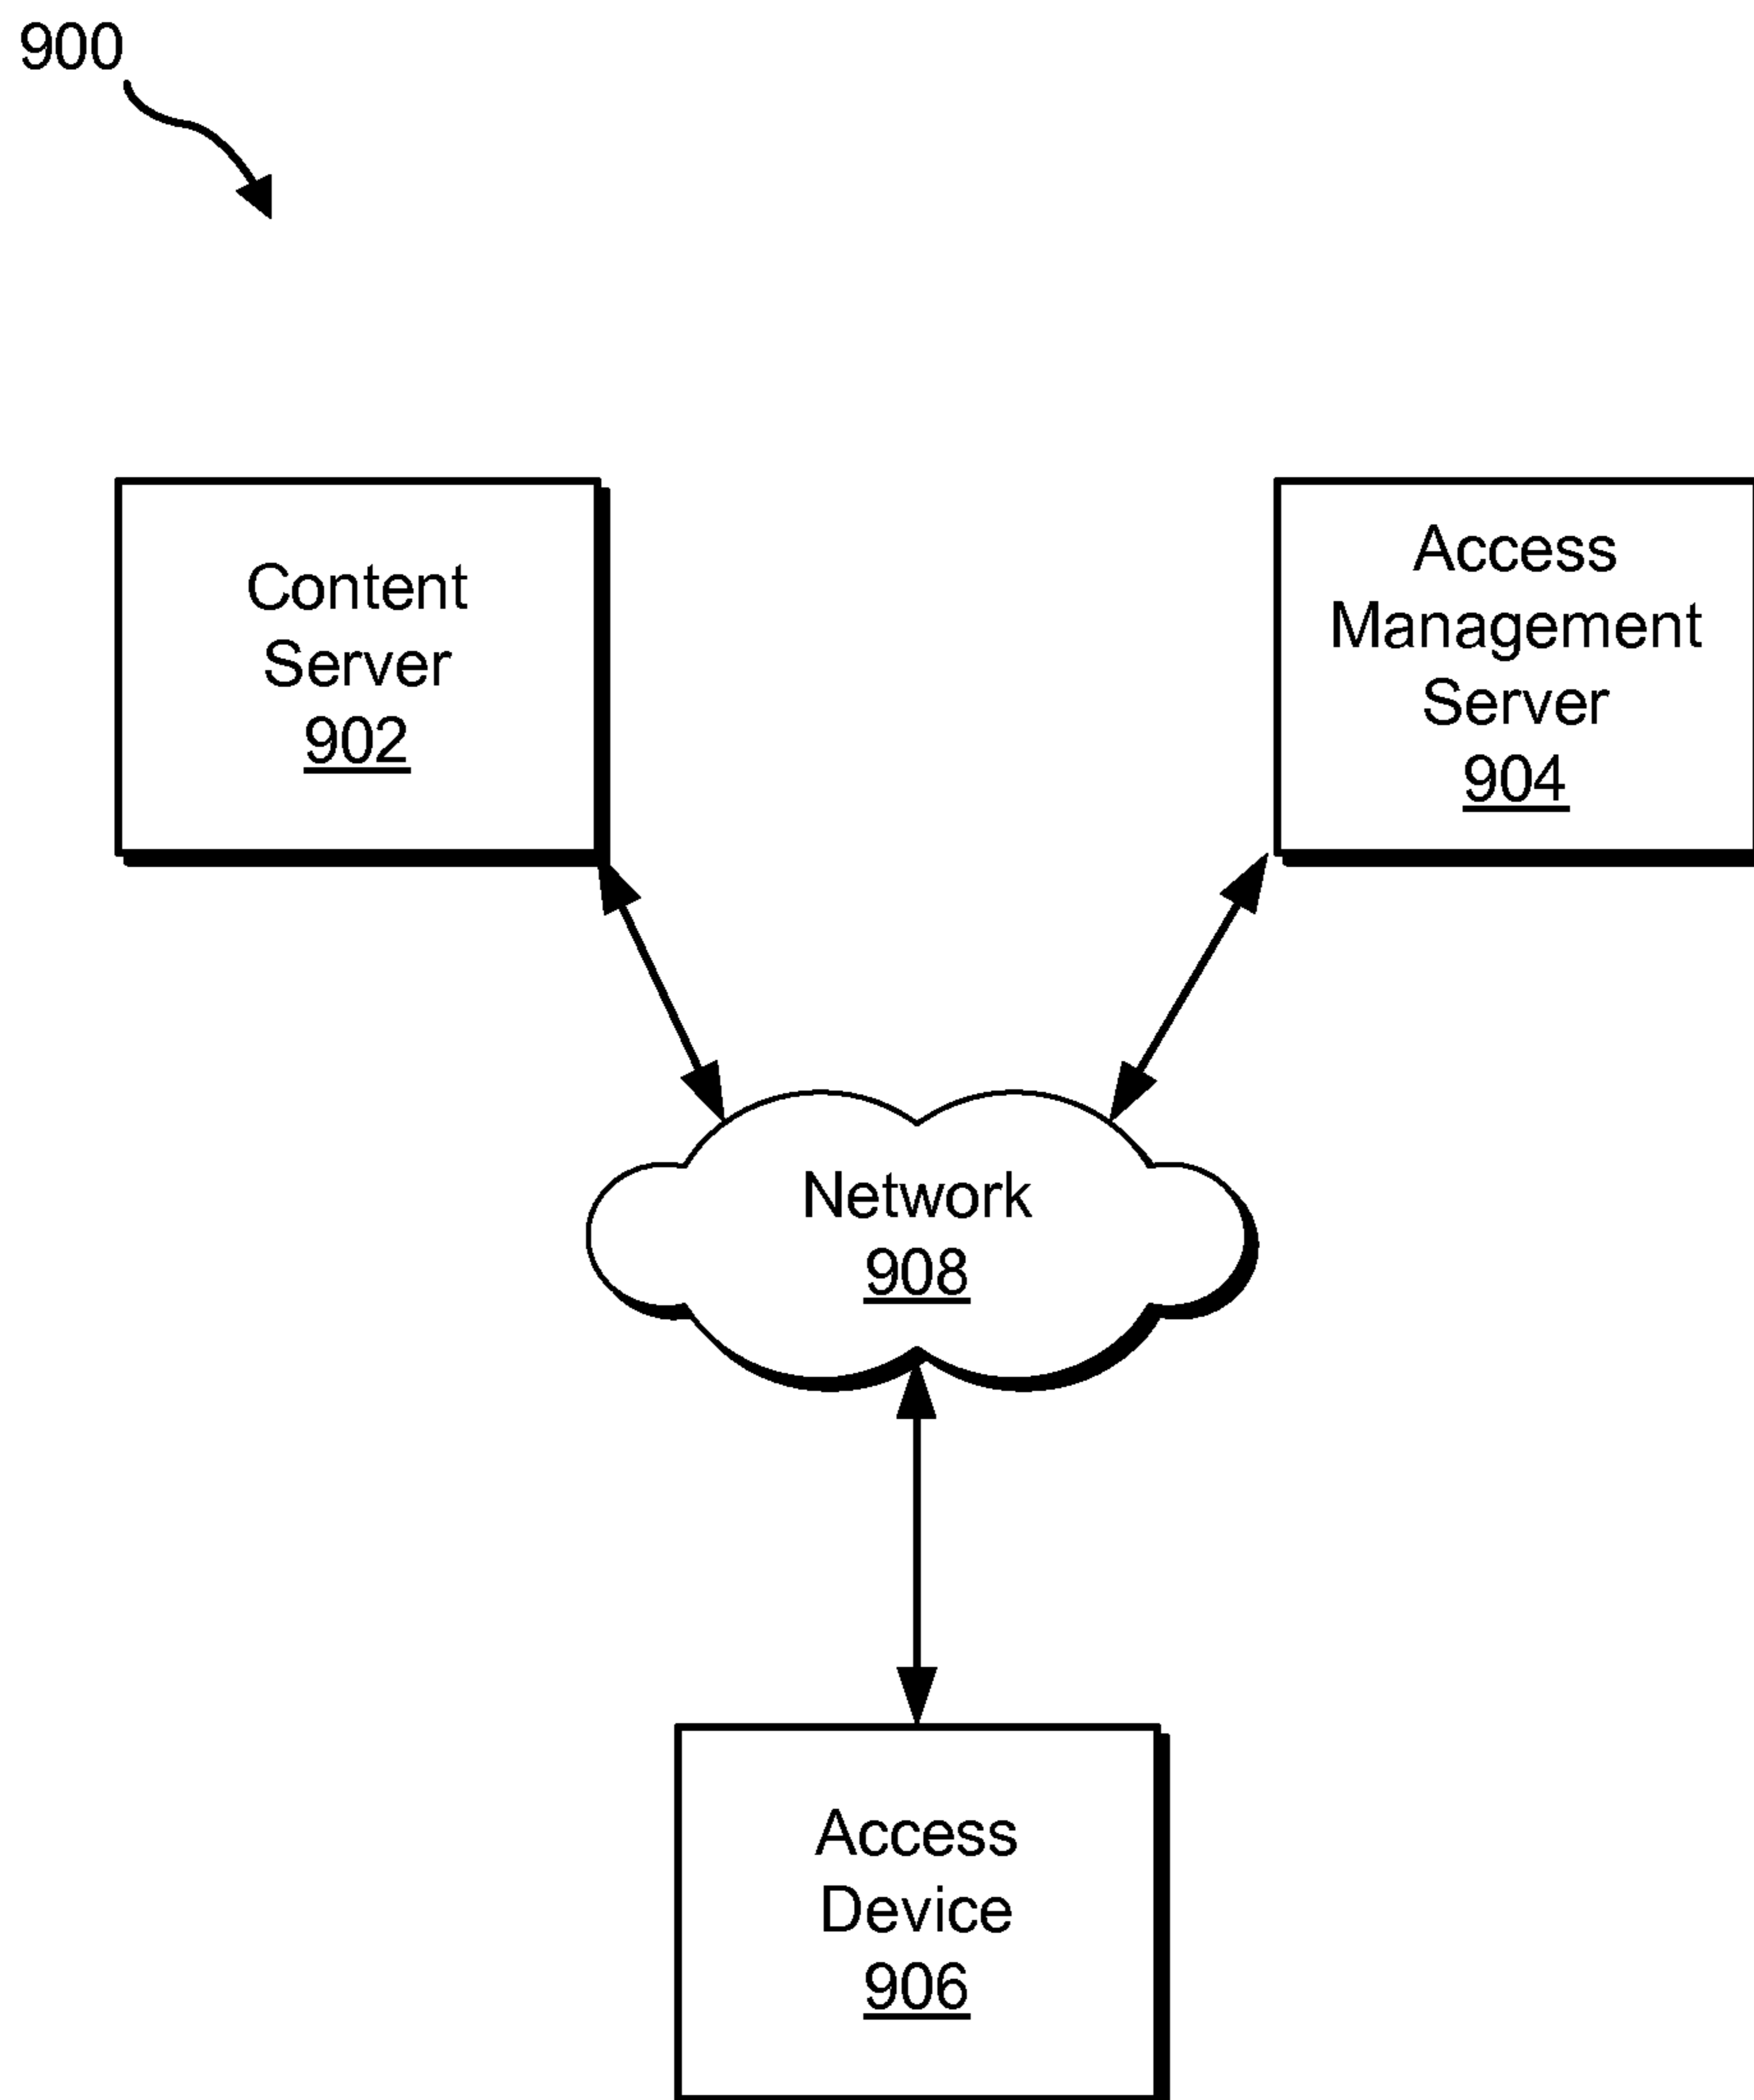 900
Content
Server
902
Access
Management
Server
904
Network
908
Access
Device
906